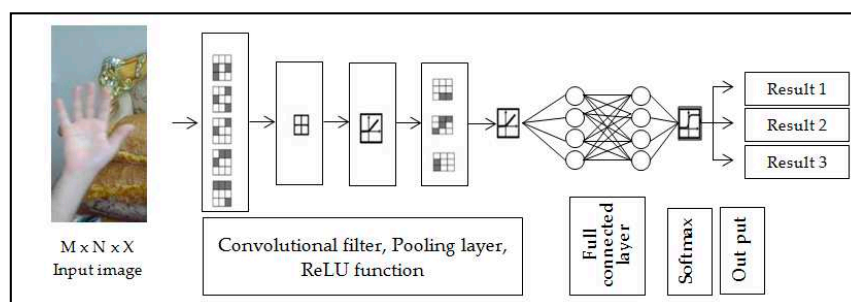 Result 1
Result 2
Result 3
M x N x X
Input image
Convolutional filter, Pooling layer,
ReLU function
Full
connected
layer
Softmax
Out put